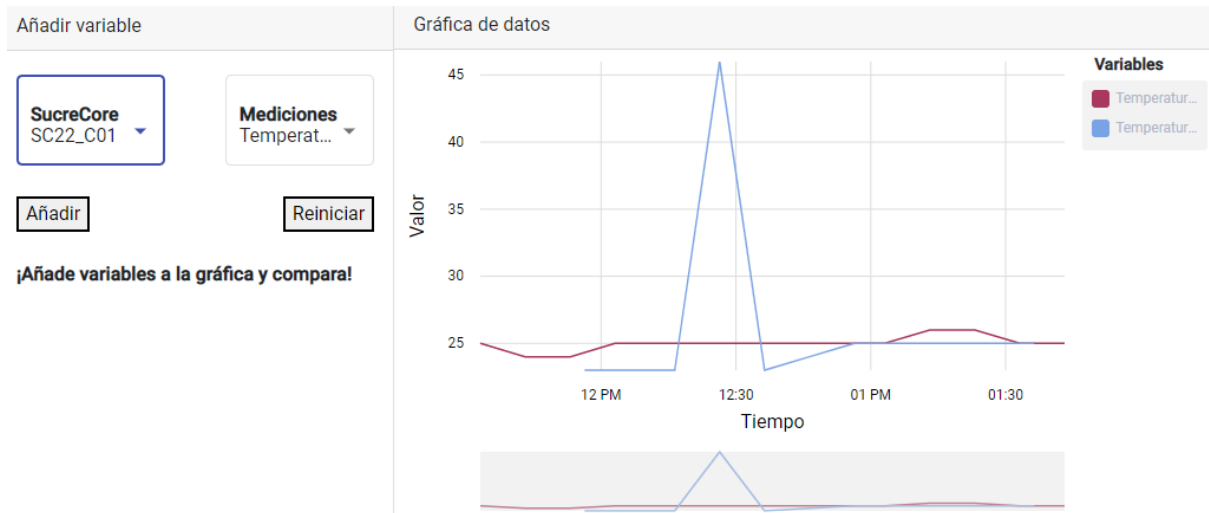 Añadir variable
SucreCore
SC22_C01
Mediciones
Temperat...
Añadir
Reiniciar
¡Añade variables a la gráfica y compara!
Gráfica de datos
45
40
35
30
25
Valor
12 PM
12:30
01 PM
01:30
Tiempo
Variables
Temperatur...
Temperatur...